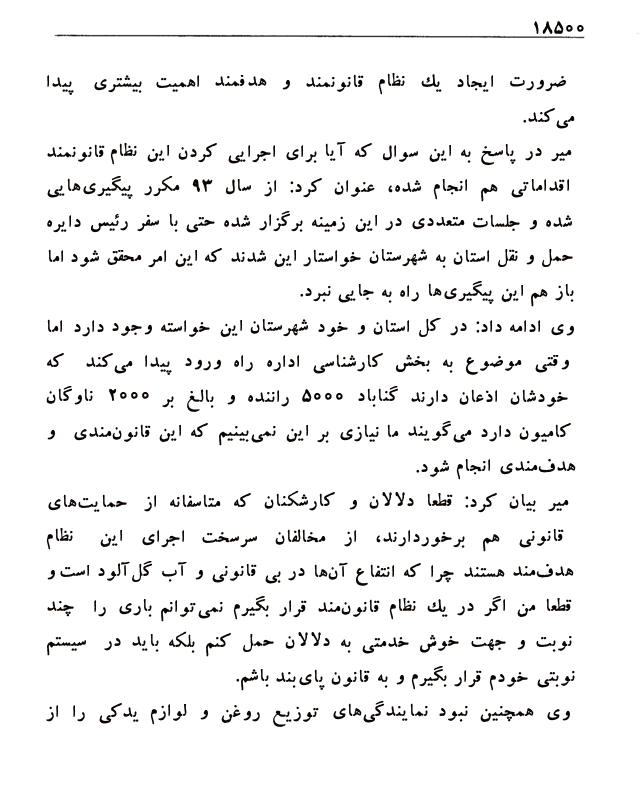 ۱۸۵۰۰
ضرورت ایجاد یك نظام قانونمند و هدفمند اهمیت بیشتری پیدا
می‌کند.
میر در پاسخ به این سوال که آیا برای اجرایی کردن این نظام قانونمند
اقداماتی هم انجام شده، عنوان کرد: از سال ۹۳ مکرر پیگیری‌هایی
شده و جلسات متعددی در این زمینه برگزار شده حتی با سفر رئیس دایره
حمل و نقل استان به شهرستان خواستار این شدند که این امر محقق شود اما
باز هم این پیگیری‌ها راه به جایی نبرد.
وی ادامه داد: در کل استان و خود شهرستان این خواسته وجود دارد اما
وقتی موضوع به بخش کارشناسی اداره راه ورود پیدا می‌کند که
خودشان اذعان دارند گناباد ۵۰۰۰ راننده و بالغ بر ۲۰۰۰ ناوگان
کامیون دارد می‌گویند ما نیازی بر این نمی‌بینیم که این قانون‌مندی و
هدف‌مندی انجام شود.
میر بیان کرد: قطعا دلالان و کارشکنان که متاسفانه از حمایت‌های
قانونی هم برخوردارند، از مخالفان سرسخت اجرای این نظام
هدف‌مند هستند چرا که انتفاع آن‌ها در بی قانونی و آب گل‌آلود است و
قطعا من اگر در یك نظام قانون‌مند قرار بگیرم نمی‌توانم باری را چند
نوبت و جهت خوش خدمتی به دلالان حمل کنم بلکه باید در سیستم
نوبتی خودم قرار بگیرم و به قانون پای‌بند باشم.
وی همچنین نبود نمایندگی‌های توزیع روغن و لوازم یدکی را از